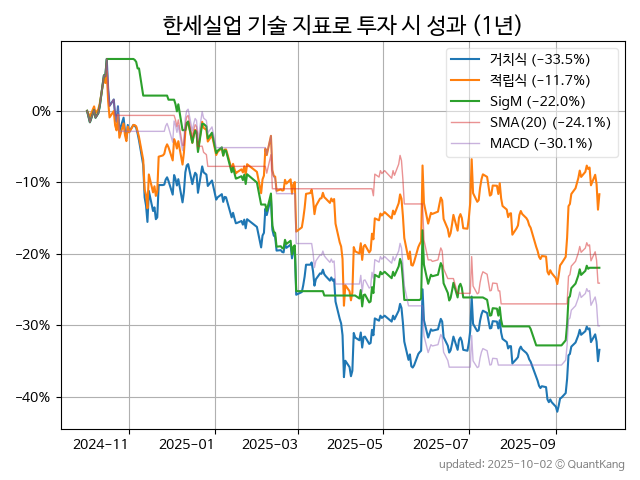 한세실업 기술 지표로 투자 시 성과 (1년)
거치식 (-33.5%)
적립식 (-11.7%)
SigM (-22.0%)
SMA(20) (-24.1%)
MACD (-30.1%)
0%
-10%
-20%
-30%
-40%
2024-11 2025-01 2025-03 2025-05 2025-07 2025-09
updated: 2025-10-02 © QuantKang